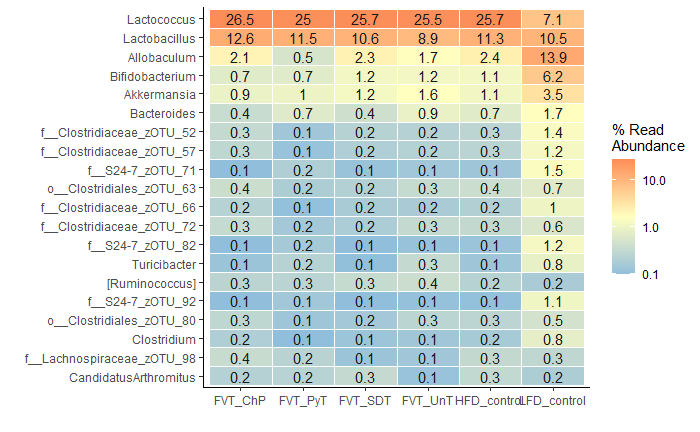 Lactococcus 26.5 25 25.7 25.5 25.7 7.1
Lactobacillus 12.6 11.5 10.6 8.9 11.3 10.5
Allobaculum 2.1 0.5 2.3 1.7 2.4 13.9
Bifidobacterium 0.7 0.7 1.2 1.2 1.1 6.2
Akkermansia 0.9 1 1.2 1.6 1.1 3.5
Bacteroides 0.4 0.7 0.4 0.9 0.7 1.7
f__Clostridiaceae_zOTU_52 0.3 0.1 0.2 0.2 0.3 1.4
f__Clostridiaceae_zOTU_57 0.3 0.1 0.2 0.2 0.3 1.2
f__S24-7_zOTU_71 0.1 0.2 0.1 0.1 0.1 1.5
o__Clostridiales_zOTU_63 0.4 0.2 0.2 0.3 0.4 0.7
f__Clostridiaceae_zOTU_66 0.2 0.1 0.2 0.2 0.2 1
f__Clostridiaceae_zOTU_72 0.3 0.2 0.2 0.3 0.3 0.6
f__S24-7_zOTU_82 0.1 0.2 0.1 0.1 0.1 1.2
Turicibacter 0.1 0.2 0.1 0.3 0.1 0.8
[Ruminococcus] 0.3 0.3 0.3 0.4 0.2 0.2
f__S24-7_zOTU_92 0.1 0.1 0.1 0.1 0.1 1.1
o__Clostridiales_zOTU_80 0.3 0.1 0.2 0.3 0.3 0.5
Clostridium 0.2 0.1 0.1 0.1 0.2 0.8
f__Lachnospiraceae_zOTU_98 0.4 0.2 0.1 0.1 0.3 0.3
CandidatusArthromitus 0.2 0.2 0.3 0.1 0.3 0.2
FVT_ChP FVT_PyT FVT_SDT FVT_UnT HFD_control LFD_control
% Read
Abundance
10.0
1.0
0.1